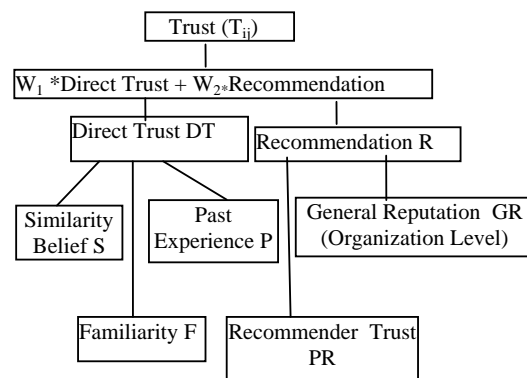 Trust (Tij)
W1 *Direct Trust + W2*Recommendation
Direct Trust DT
Recommendation R
Similarity
Belief S
Past
Experience P
General Reputation GR
(Organization Level)
Familiarity F
Recommender Trust
PR